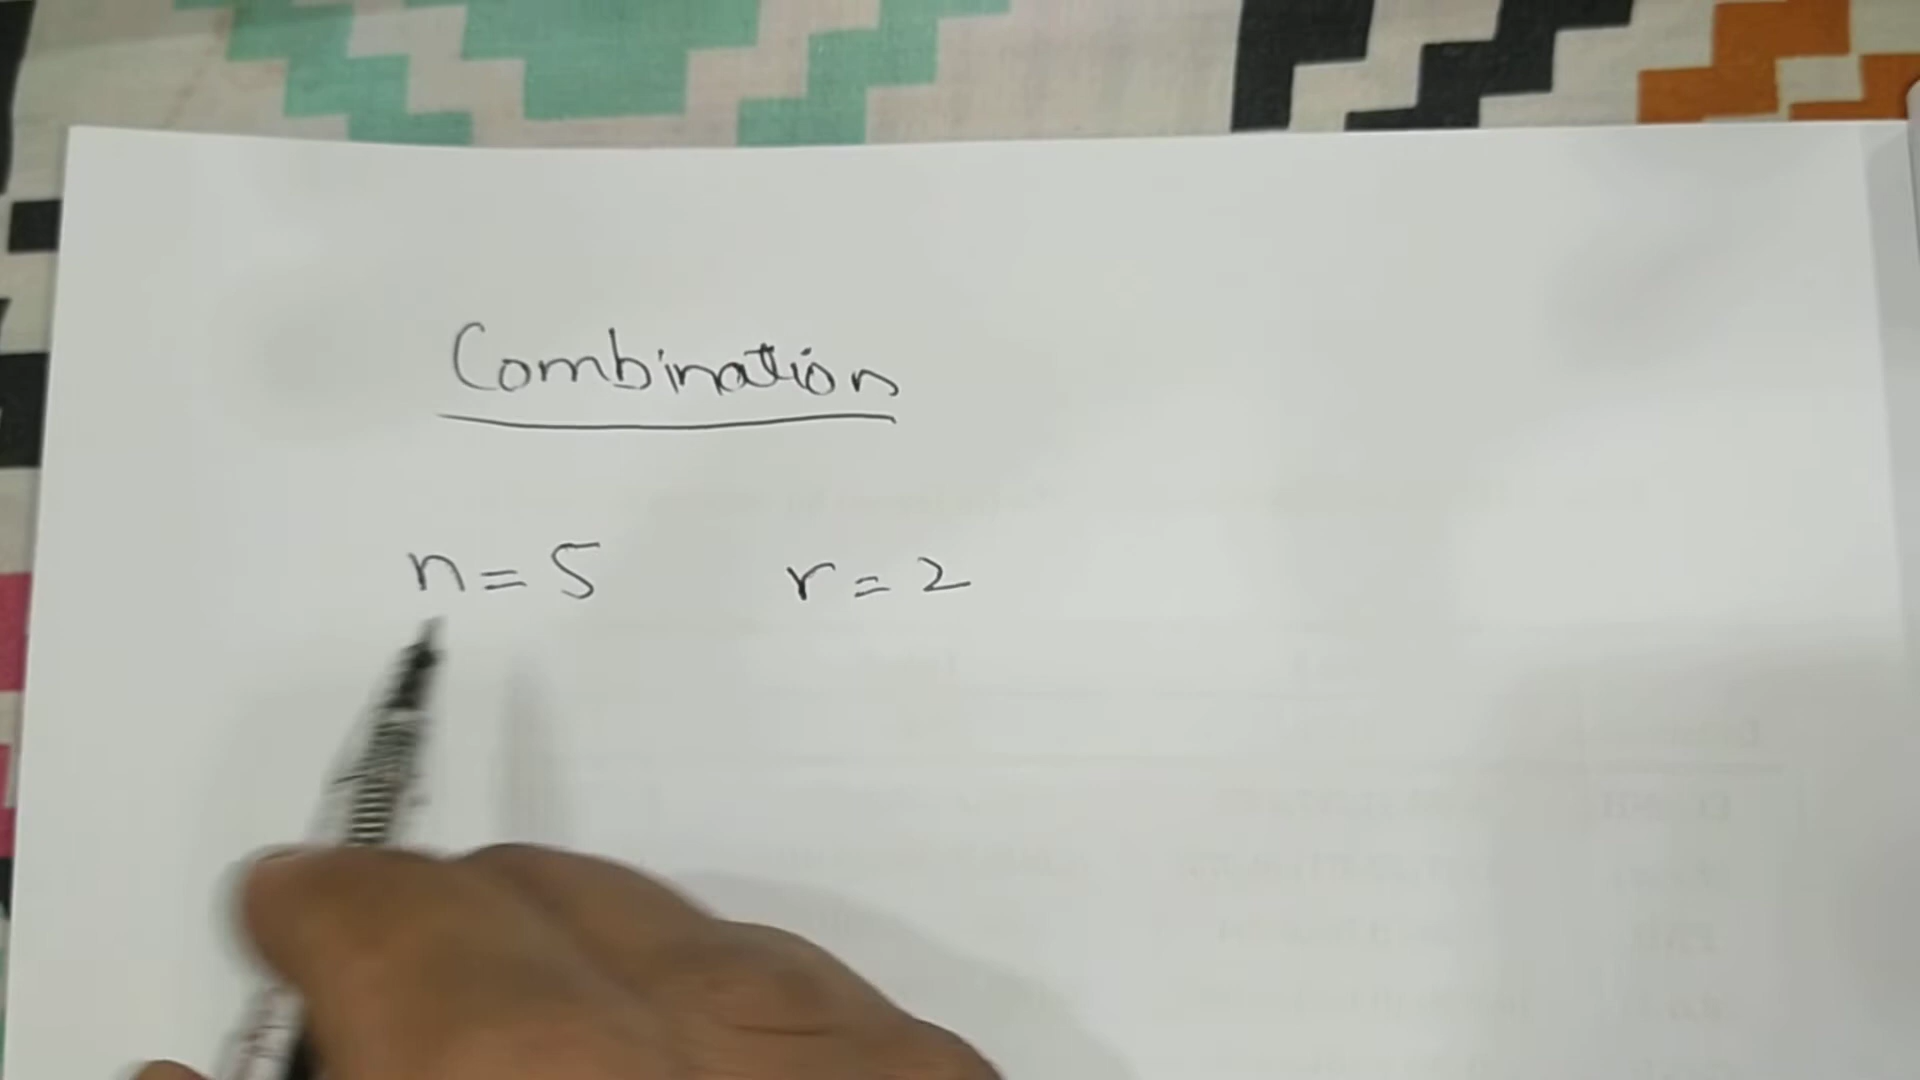 Combination
n = 5 r = 2